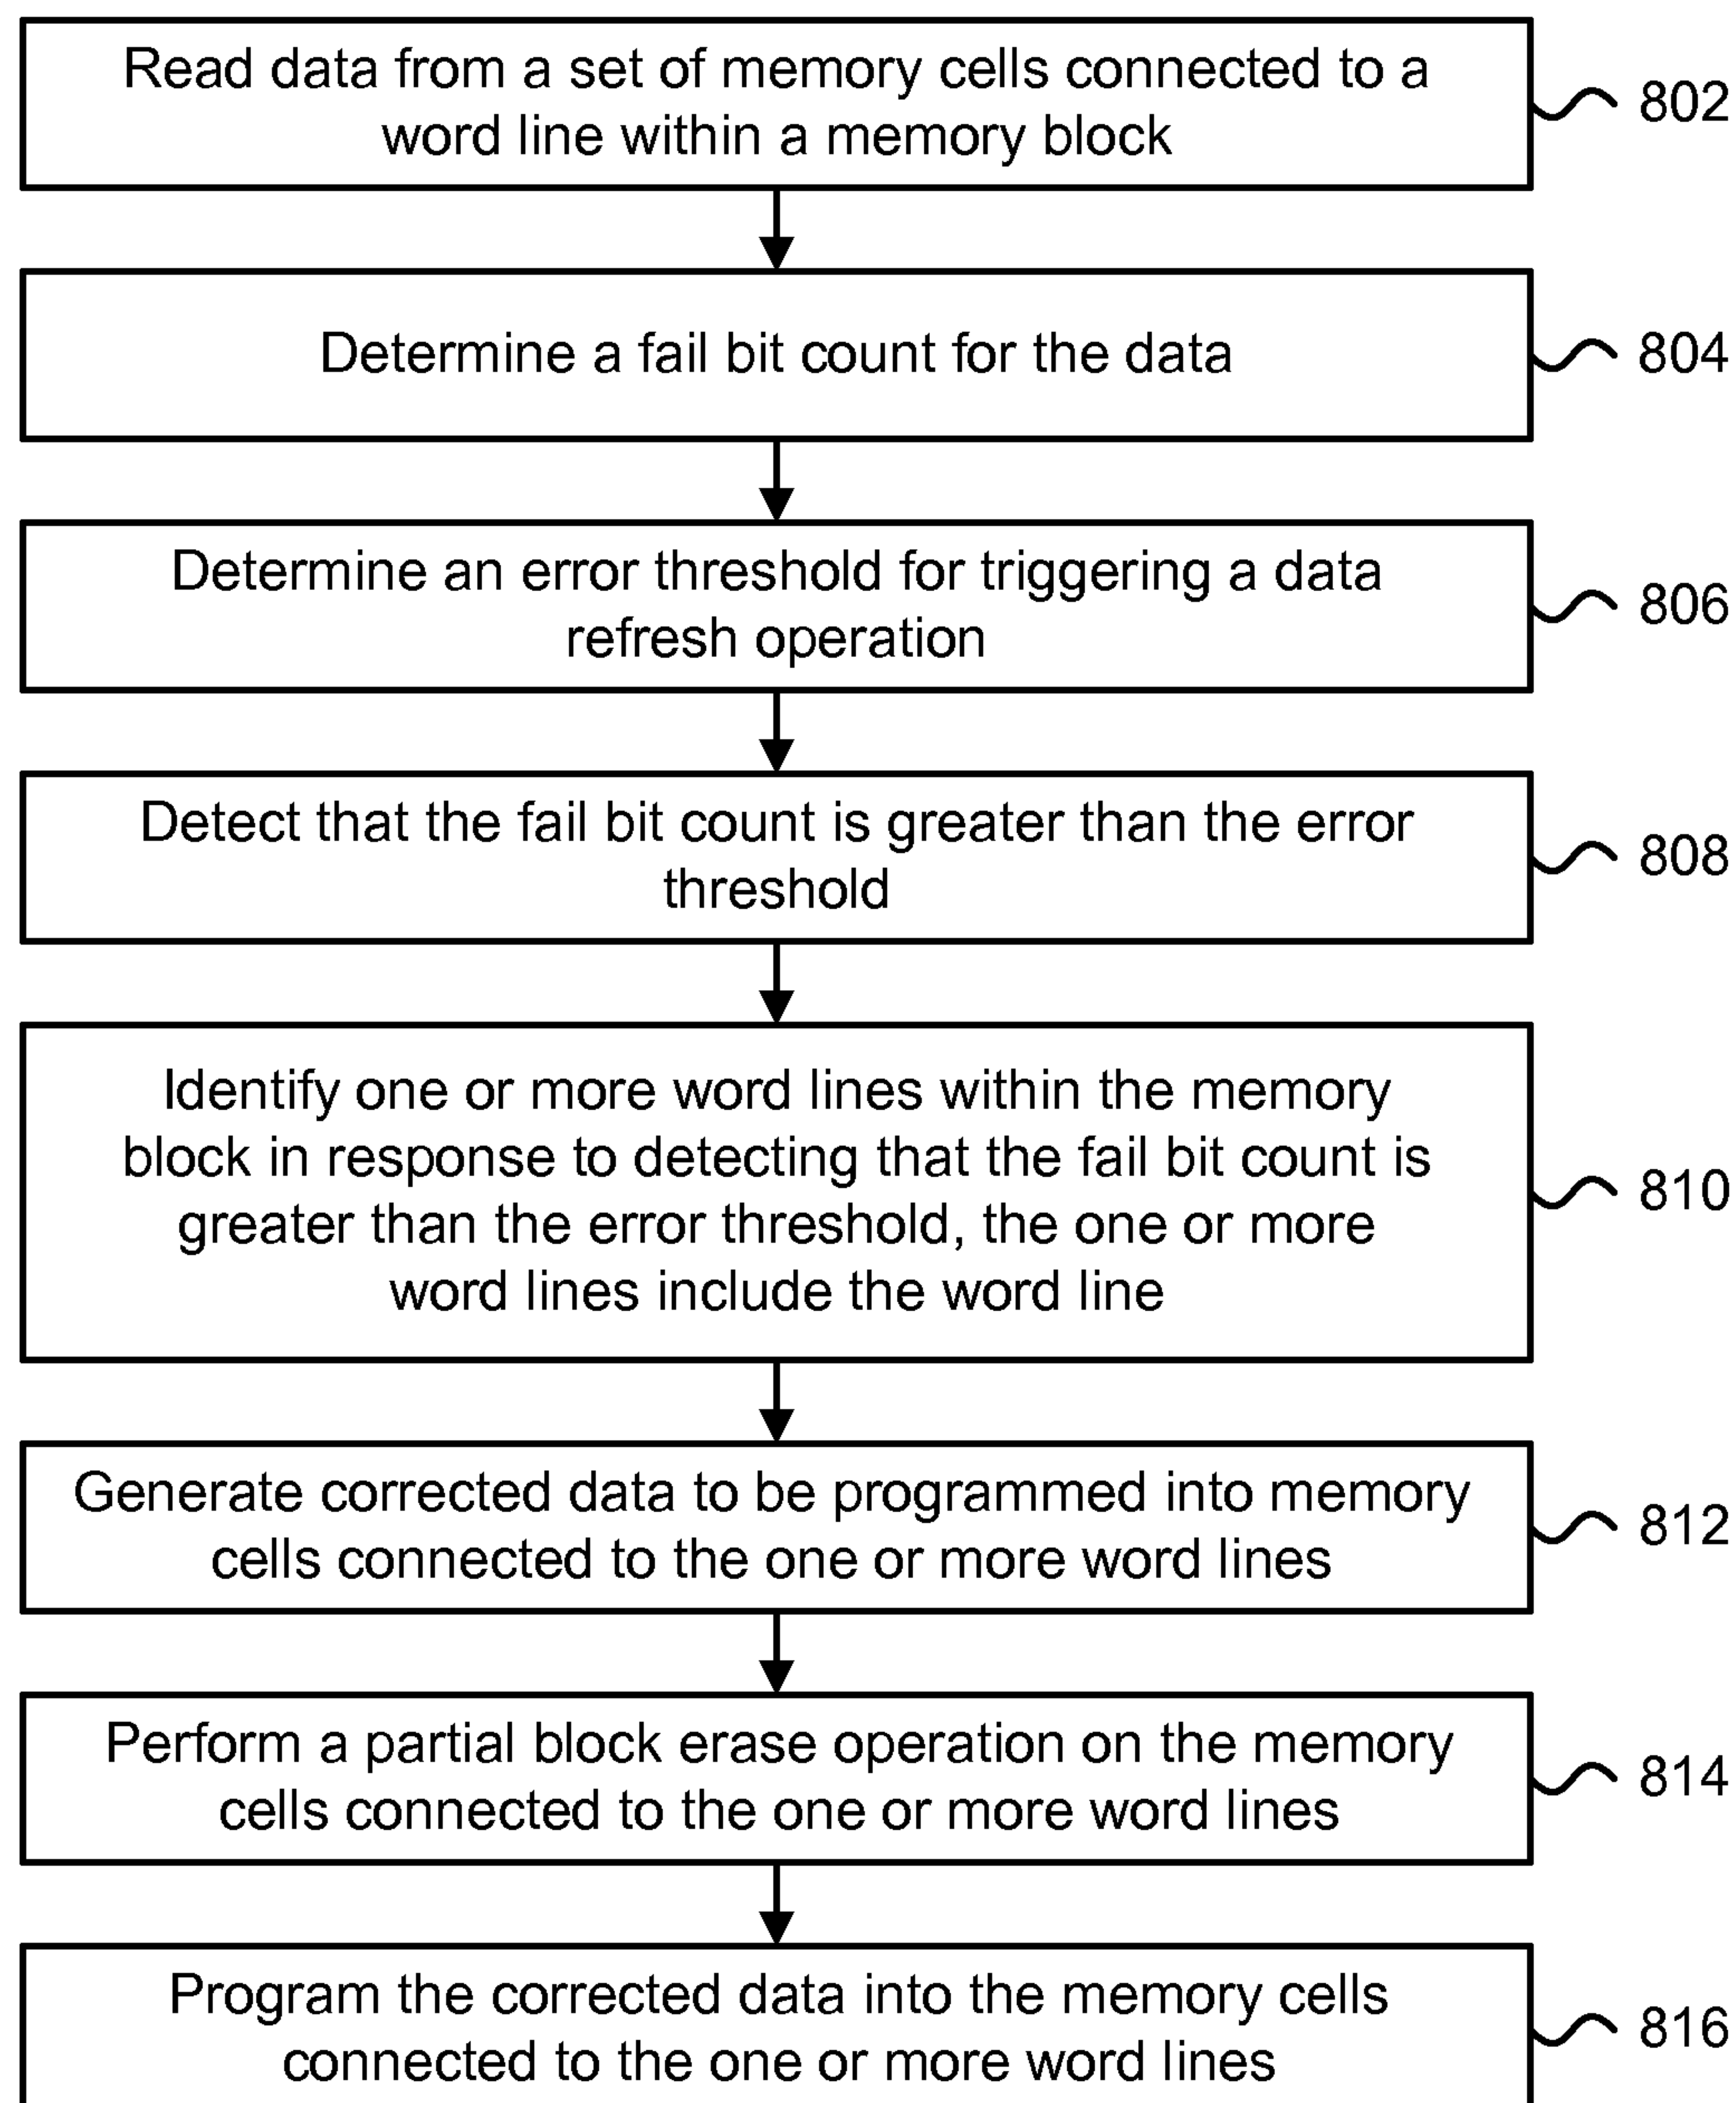 Read data from a set of memory cells connected to a
word line within a memory block
802
Determine a fail bit count for the data
804
Determine an error threshold for triggering a data
refresh operation
806
Detect that the fail bit count is greater than the error
threshold
808
Identify one or more word lines within the memory
block in response to detecting that the fail bit count is
greater than the error threshold, the one or more
word lines include the word line
810
Generate corrected data to be programmed into memory
cells connected to the one or more word lines
812
Perform a partial block erase operation on the memory
cells connected to the one or more word lines
814
Program the corrected data into the memory cells
connected to the one or more word lines
816